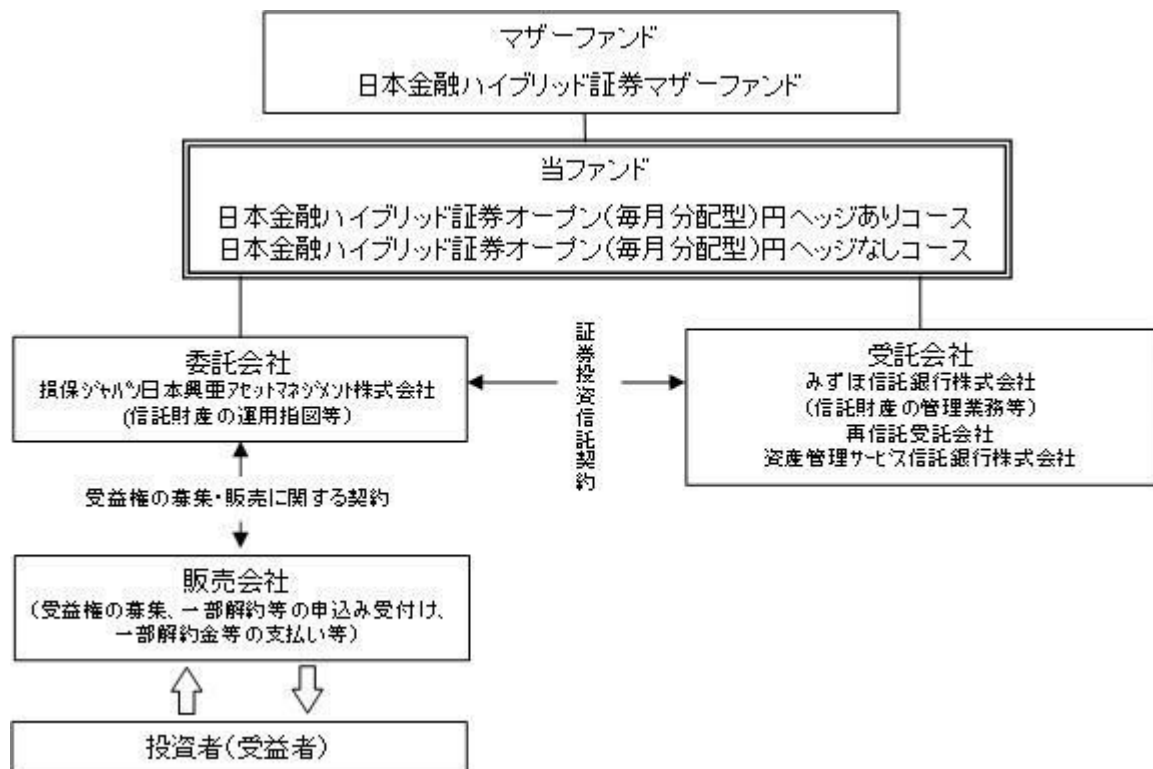 マザーファンド
日本金融ハイブリッド証券マザーファンド
当ファンド
日本金融ハイブリッド証券オープン(毎月分配型)円ヘッジありコース
日本金融ハイブリッド証券オープン(毎月分配型)円ヘッジなしコース
委託会社
損保ジャパン日本興亜アセットマネジメント株式会社
(信託財産の運用指図等)
証券投資信託契約
受託会社
みずほ信託銀行株式会社
(信託財産の管理業務等)
再信託受託会社
資産管理サービス信託銀行株式会社
受益権の募集・販売に関する契約
販売会社
(受益権の募集、一部解約等の申込み受付け、
一部解約金等の支払い等)
投資者(受益者)